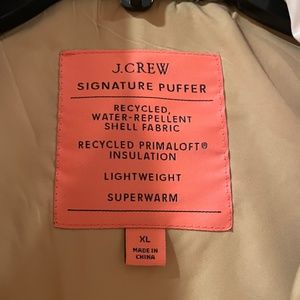 J.CREW
SIGNATURE PUFFER
RECYCLED,
WATER-REPELLENT
SHELL FABRIC
RECYCLED PRIMALOFT®
INSULATION
LIGHTWEIGHT
SUPERWARM
XL
MADE IN
CHINA